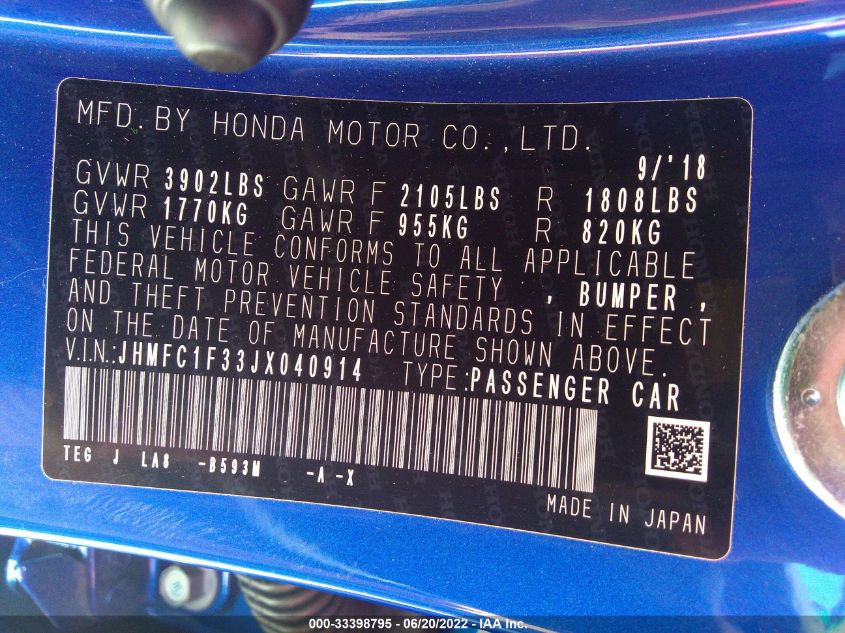 MFD. BY HONDA MOTOR CO., LTD.
9/'18
GVWR 3902LBS GAWR F 2105LBS R 1808LBS
GVWR 1770KG GAWR F 955KG R 820KG
THIS VEHICLE CONFORMS TO ALL APPLICABLE
FEDERAL MOTOR VEHICLE SAFETY , BUMPER ,
AND THEFT PREVENTION STANDARDS IN EFFECT
ON THE DATE OF MANUFACTURE SHOWN ABOVE.
V.I.N.: JHMFC1F33JX040914 TYPE: PASSENGER CAR
TEG J LA8 -B593M -A -X
MADE IN JAPAN
000-33398795 - 06/20/2022 - IAA Inc.